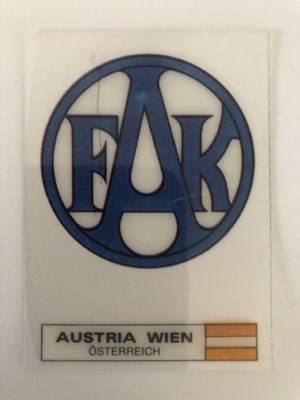 FAK
AUSTRIA WIEN
ÖSTERREICH